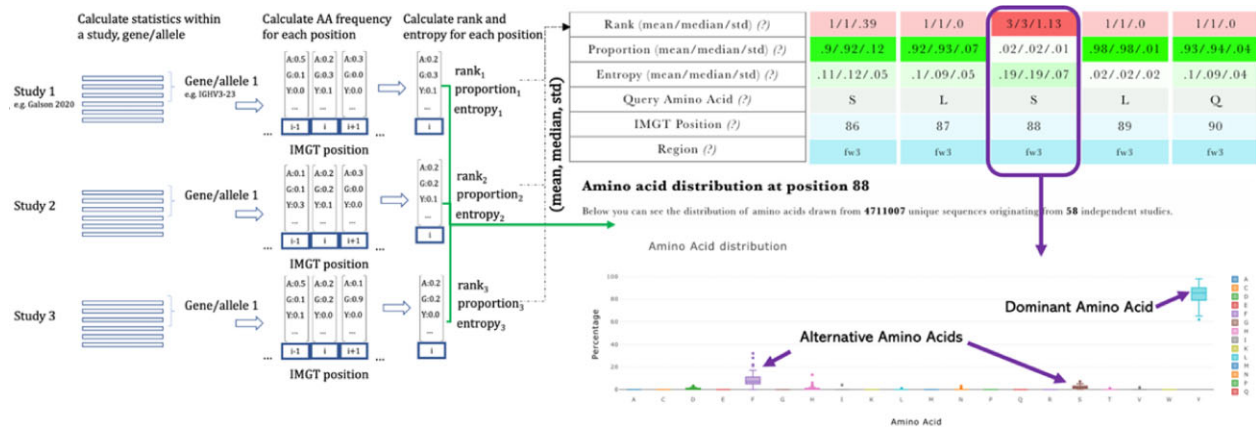 Calculate statistics within
a study, gene/allele
Calculate AA frequency
for each position
Calculate rank and
entropy for each position
Study 1
e.g. Galson 2020
Gene/allele 1
e.g. IGHV3-23
A:0.5 A:0.2 A:0.3
G:0.1 G:0.3 G:0.0
Y:0.0 Y:0.1 Y:0.0
... ... ...
... i-1 i i+1 ...
IMGT position
A:0.2
G:0.3
Y:0.1
...
i
rank1
proportion1
entropy1
Study 2
Gene/allele 1
A:0.1 A:0.2 A:0.3
G:0.1 G:0.2 G:0.0
Y:0.3 Y:0.1 Y:0.0
... ... ...
... i-1 i i+1 ...
IMGT position
A:0.2
G:0.2
Y:0.1
...
i
rank2
proportion2
entropy2
Study 3
Gene/allele 1
A:0.5 A:0.2 A:0.1
G:0.1 G:0.2 G:0.9
Y:0.1 Y:0.0 Y:0.0
... ... ...
... i-1 i i+1 ...
IMGT position
A:0.2
G:0.2
Y:0.0
...
i
rank3
proportion3
entropy3
(mean, median, std)
Rank (mean/median/std) (?) 1/1/.39 1/1/.0 3/3/1.13 1/1/.0 1/1/.0
Proportion (mean/median/std) (?) .9/.92/.12 .92/.93/.07 .02/.02/.01 .98/.98/.01 .93/.94/.04
Entropy (mean/median/std) (?) .11/.12/.05 .1/.09/.05 .19/.19/.07 .02/.02/.02 .1/.09/.04
Query Amino Acid (?) S L S L Q
IMGT Position (?) 86 87 88 89 90
Region (?) fw3 fw3 fw3 fw3 fw3
Amino acid distribution at position 88
Below you can see the distribution of amino acids drawn from 4711007 unique sequences originating from 58 independent studies.
Amino Acid distribution
Percentage
100
80
60
40
20
0
Dominant Amino Acid
Alternative Amino Acids
A C D E F G H I K L M N P Q R S T V W Y
Amino Acid
A
C
D
E
F
G
H
I
K
L
M
N
P
Q